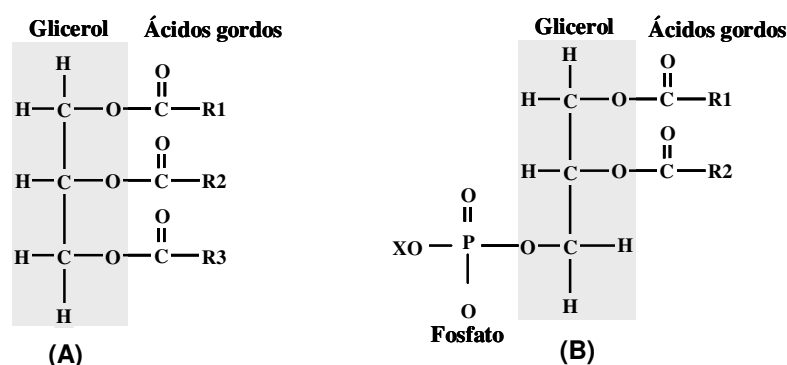 Glicerol Ácidos gordos
H O
H C O C R1
O
H C O C R2
O
H C O C R3
H
(A)
Glicerol Ácidos gordos
H O
H C O C R1
O
H C O C R2
O
XO P O C H
O H
Fosfato
(B)